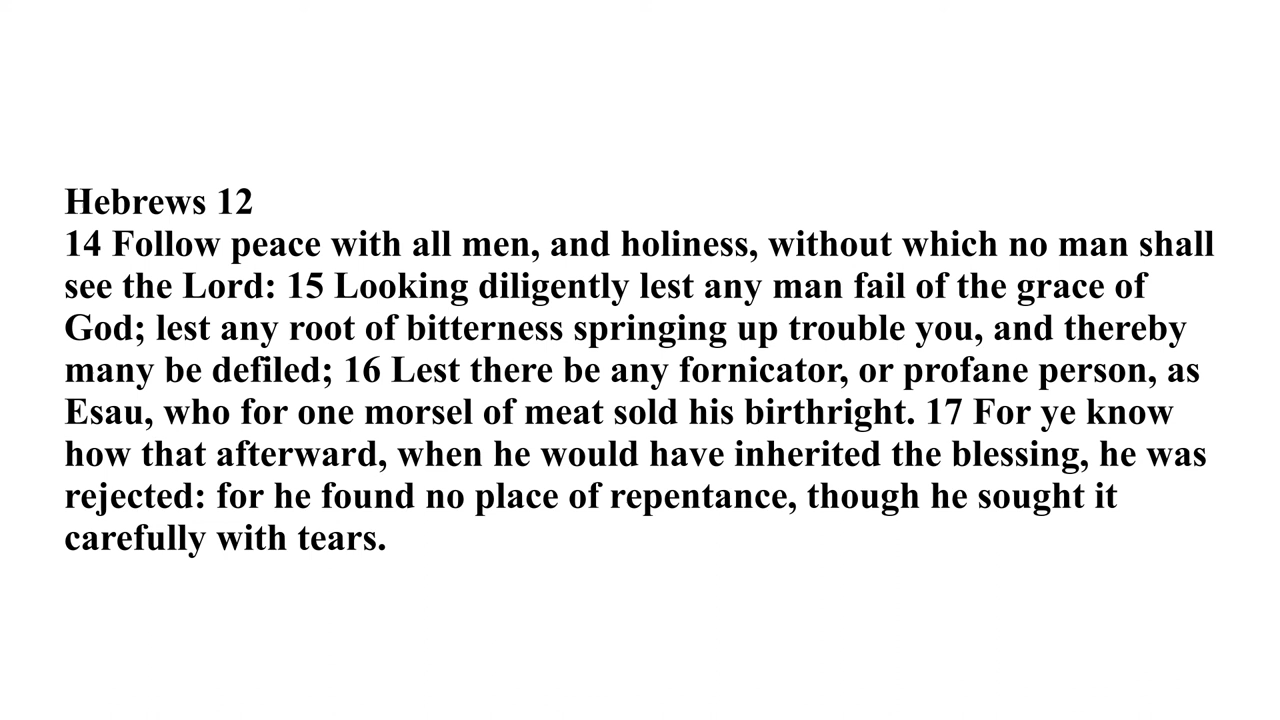 Hebrews 12
14 Follow peace with all men, and holiness, without which no man shall
see the Lord: 15 Looking diligently lest any man fail of the grace of
God; lest any root of bitterness springing up trouble you, and thereby
many be defiled; 16 Lest there be any fornicator, or profane person, as
Esau, who for one morsel of meat sold his birthright. 17 For ye know
how that afterward, when he would have inherited the blessing, he was
rejected: for he found no place of repentance, though he sought it
carefully with tears.